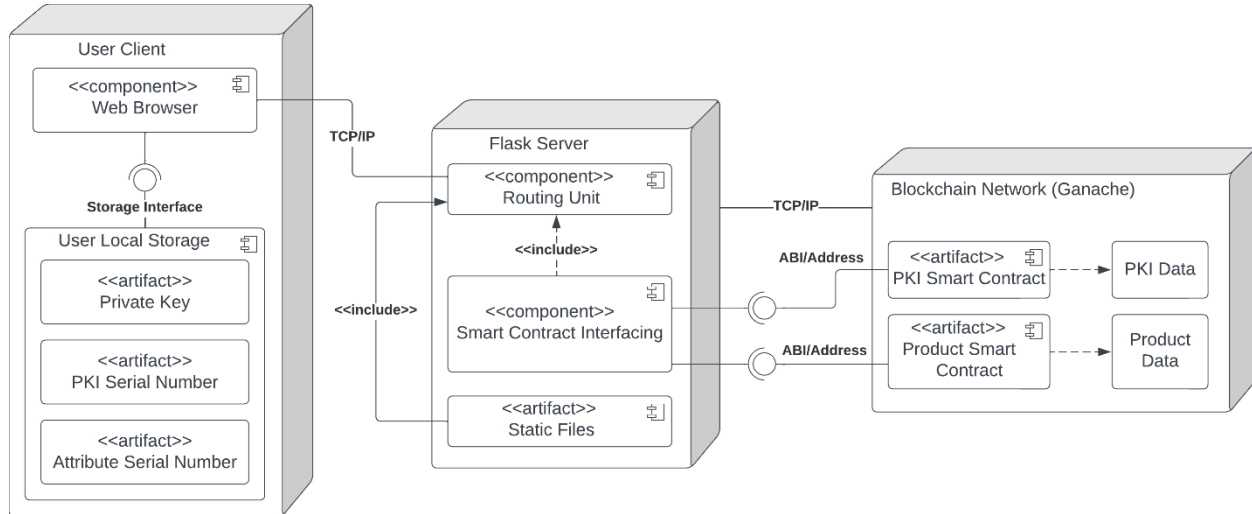 User Client
<<component>>
Web Browser
Storage Interface
User Local Storage
<<artifact>>
Private Key
<<artifact>>
PKI Serial Number
<<artifact>>
Attribute Serial Number
TCP/IP
Flask Server
<<component>>
Routing Unit
<<include>>
<<include>>
<<component>>
Smart Contract Interfacing
<<artifact>>
Static Files
TCP/IP
ABI/Address
ABI/Address
Blockchain Network (Ganache)
<<artifact>>
PKI Smart Contract
PKI Data
<<artifact>>
Product Smart
Contract
Product
Data